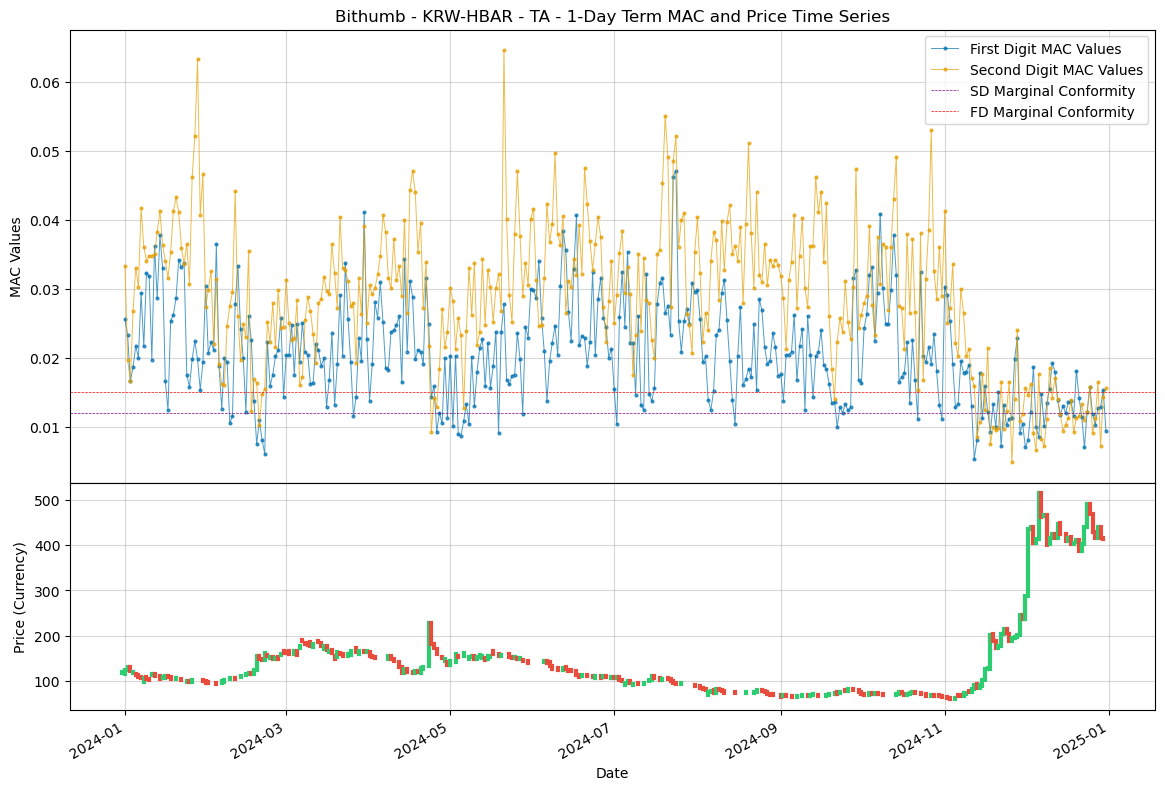 Bithumb - KRW-HBAR - TA - 1-Day Term MAC and Price Time Series
First Digit MAC Values
Second Digit MAC Values
SD Marginal Conformity
FD Marginal Conformity
MAC Values
0.06
0.05
0.04
0.03
0.02
0.01
Price (Currency)
500
400
300
200
100
2024-01
2024-03
2024-05
2024-07
2024-09
2024-11
2025-01
Date